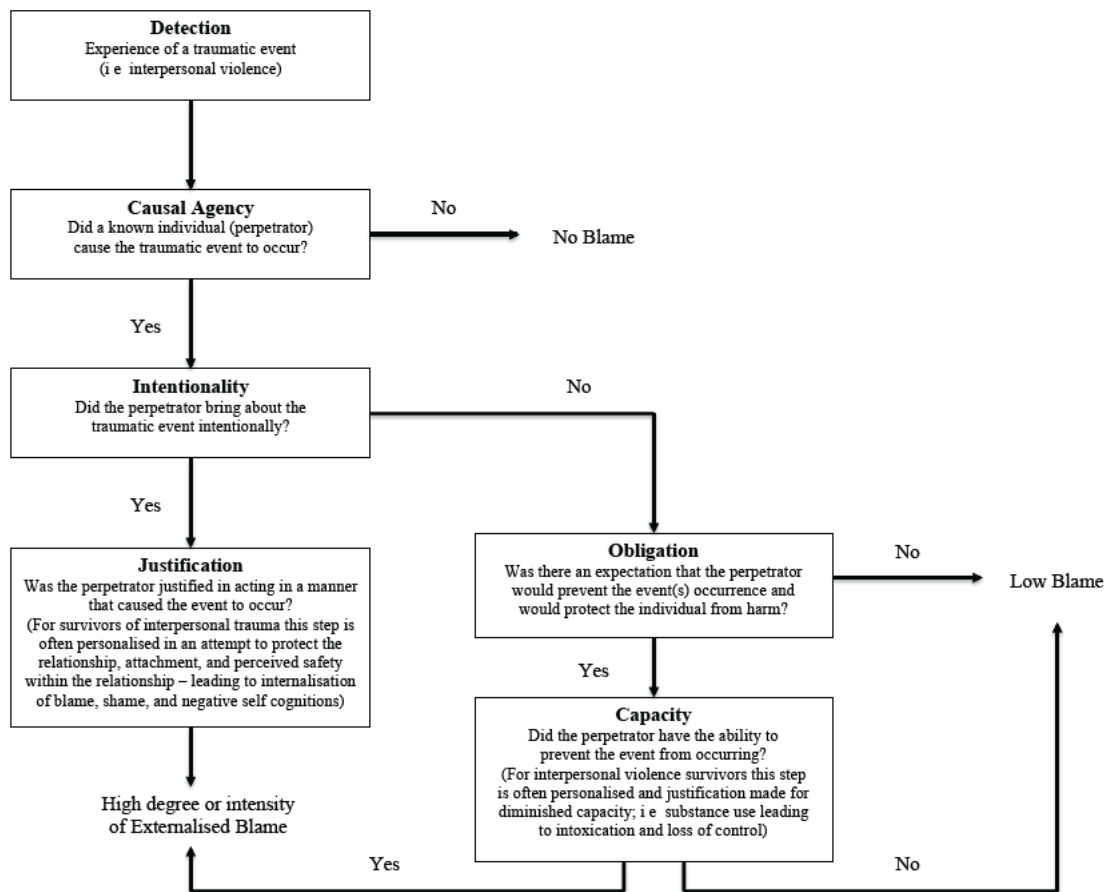 Detection
Experience of a traumatic event
(i e interpersonal violence)
Causal Agency
Did a known individual (perpetrator)
cause the traumatic event to occur?
No
No Blame
Yes
Intentionality
Did the perpetrator bring about the
traumatic event intentionally?
No
Yes
Justification
Was the perpetrator justified in acting in a manner
that caused the event to occur?
(For survivors of interpersonal trauma this step is
often personalised in an attempt to protect the
relationship, attachment, and perceived safety
within the relationship – leading to internalisation
of blame, shame, and negative self cognitions)
Obligation
Was there an expectation that the perpetrator
would prevent the event(s) occurrence and
would protect the individual from harm?
No
Low Blame
Yes
Capacity
Did the perpetrator have the ability to
prevent the event from occurring?
(For interpersonal violence survivors this step
is often personalised and justification made for
diminished capacity; i e substance use leading
to intoxication and loss of control)
High degree or intensity
of Externalised Blame
Yes
No